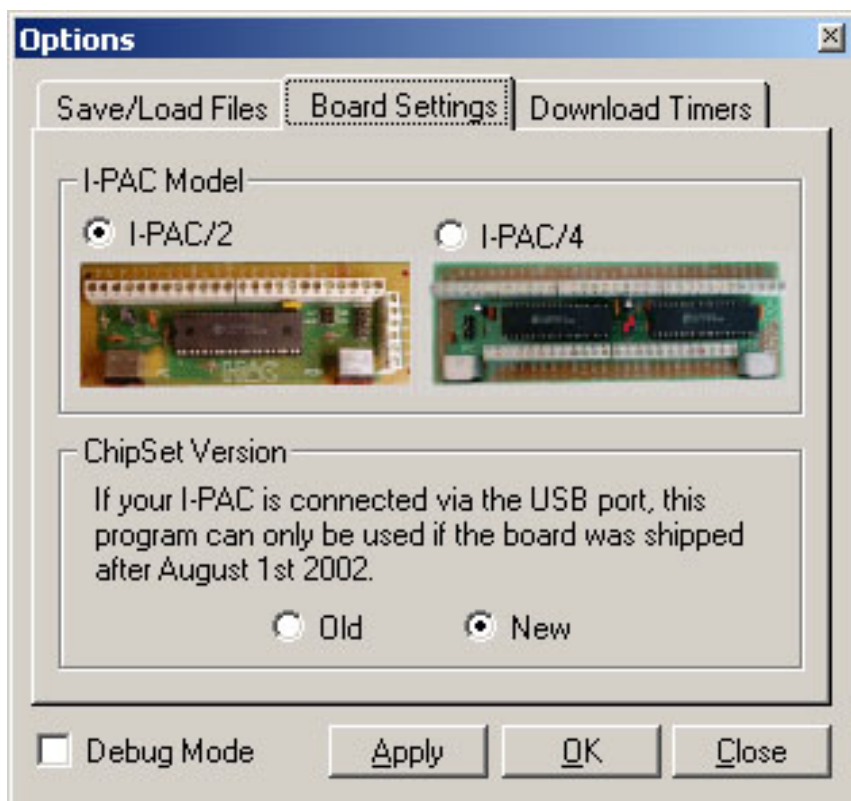 Options
Save/Load Files
Board Settings
Download Timers
I-PAC Model
I-PAC/2
I-PAC/4
ChipSet Version
If your I-PAC is connected via the USB port, this
program can only be used if the board was shipped
after August 1st 2002.
Old
New
Debug Mode
Apply
OK
Close